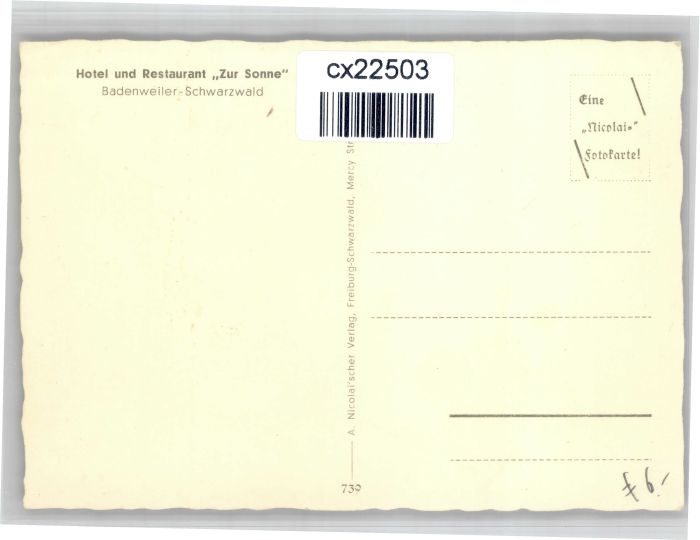 Hotel und Restaurant „Zur Sonne“
Badenweiler-Schwarzwald
cx22503
Eine
„Nicolai=“
Fotokarte!
A. Nicolai'scher Verlag, Freiburg-Schwarzwald, Mercy Str
739
6.-